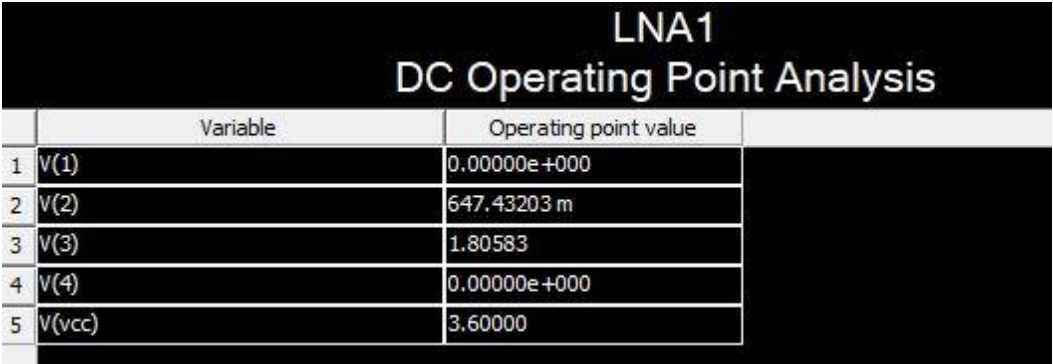 LNA1
DC Operating Point Analysis
Variable Operating point value
1 V(1) 0.00000e+000
2 V(2) 647.43203 m
3 V(3) 1.80583
4 V(4) 0.00000e+000
5 V(vcc) 3.60000